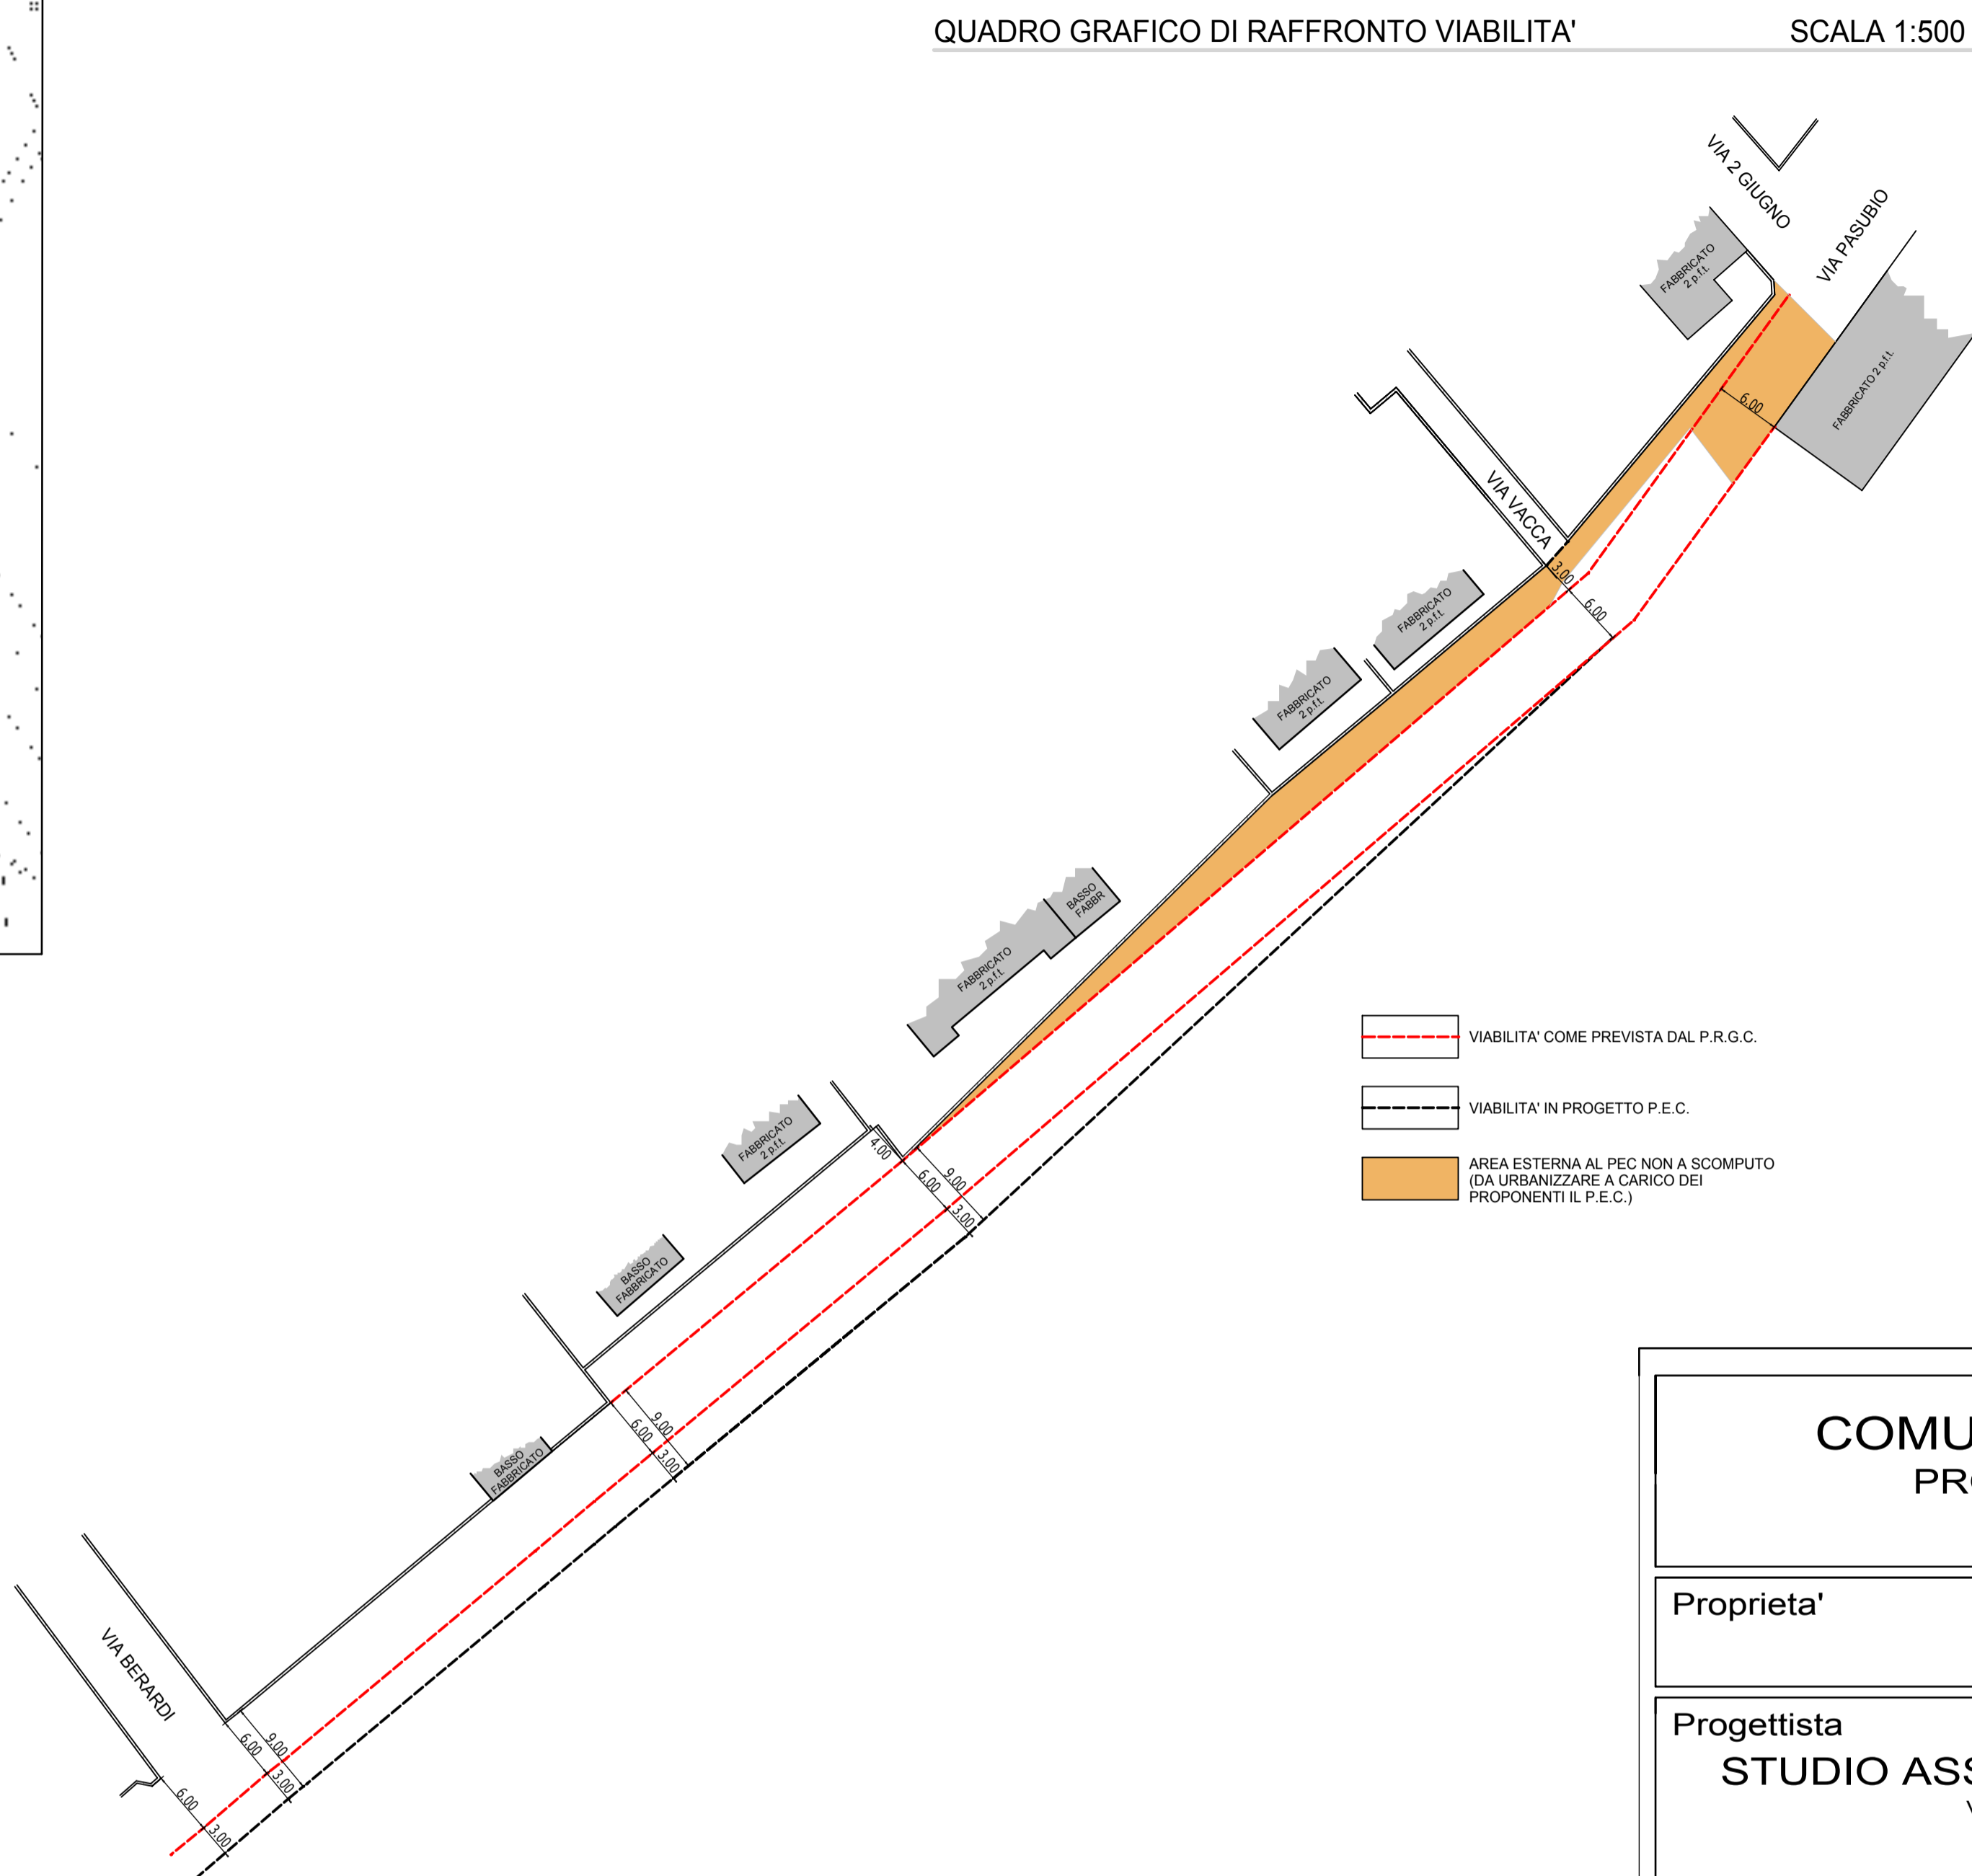 QUADRO GRAFICO DI RAFFRONTO VIABILITA' SCALA 1:500
VIA 2 GIUGNO
VIA PASUBIO
FABBRICATO
2 p.f.t.
FABBRICATO 2 p.f.t.
6.00
VIA VACCA
3.00
6.00
FABBRICATO
2 p.f.t.
FABBRICATO
2 p.f.t.
BASSO
FABBR
FABBRICATO
2 p.f.t.
VIABILITA' COME PREVISTA DAL P.R.G.C.
VIABILITA' IN PROGETTO P.E.C.
AREA ESTERNA AL PEC NON A SCOMPUTO
(DA URBANIZZARE A CARICO DEI
PROPONENTI IL P.E.C.)
FABBRICATO
2 p.f.t.
4.00
6.00
9.00
3.00
BASSO
FABBRICATO
9.00
6.00
3.00
BASSO
FABBRICATO
VIA BERARDI
9.00
6.00
3.00
6.00
3.00
COMU
PRO
Proprieta'
Progettista
STUDIO ASS